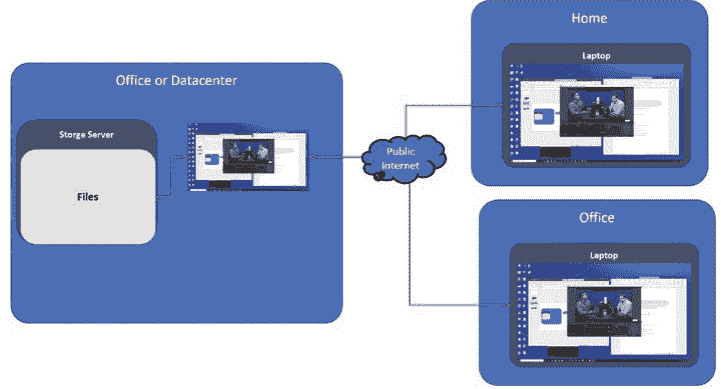 Office or Datacenter
Storge Server
Files
Public
Internet
Home
Laptop
Office
Laptop